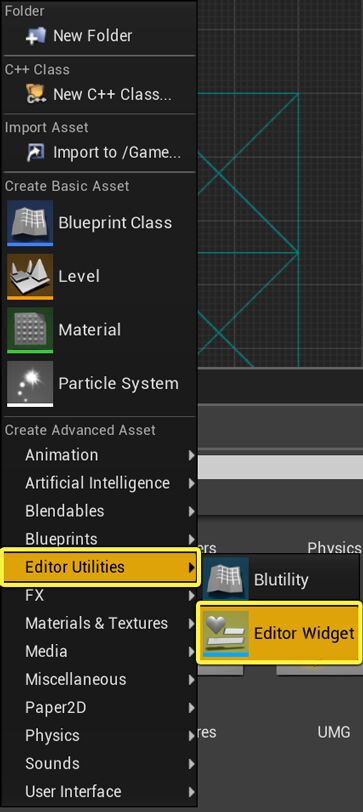 Folder
New Folder
C++ Class
New C++ Class...
Import Asset
Import to /Game...
Create Basic Asset
Blueprint Class
Level
Material
Particle System
Create Advanced Asset
Animation
Artificial Intelligence
Blendables
Blueprints
Editor Utilities
FX
Materials & Textures
Media
Miscellaneous
Paper2D
Physics
Sounds
User Interface
ers
Physics
Blutility
Editor Widget
res
UMG